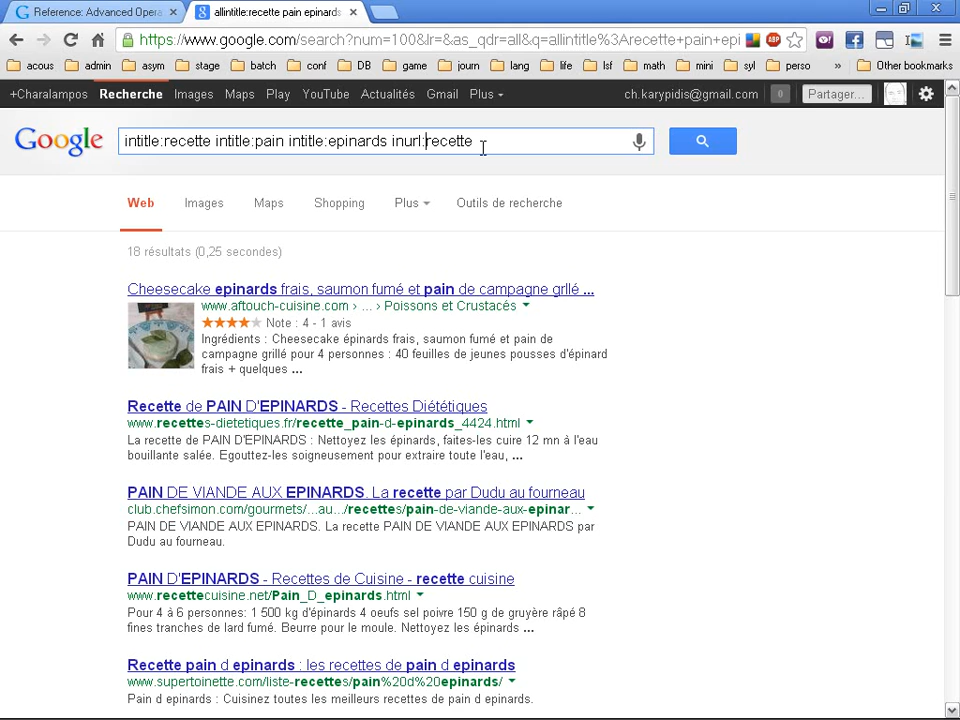 Reference: Advanced Opera
allintitle:recette pain epinards
https://www.google.com/search?num=100&lr=&as_qdr=all&q=allintitle%3Arecette+pain+epi
acous admin asym stage batch conf DB game journ lang life lsf math mini syl perso » Other bookmarks
+Charalampos Recherche Images Maps Play YouTube Actualités Gmail Plus ch.karypidis@gmail.com 0 Partager...
Google intitle:recette intitle:pain intitle:epinards inurl:recette
Web Images Maps Shopping Plus Outils de recherche
18 résultats (0,25 secondes)
Cheesecake epinards frais, saumon fumé et pain de campagne grllé ...
www.aftouch-cuisine.com › ... › Poissons et Crustacés
Note : 4 - 1 avis
Ingrédients : Cheesecake épinards frais, saumon fumé et pain de
campagne grillé pour 4 personnes : 40 feuilles de jeunes pousses d'épinard
frais + quelques ...
Recette de PAIN D'EPINARDS - Recettes Diététiques
www.recettes-dietetiques.fr/recette_pain-d-epinards_4424.html
La recette de PAIN D'EPINARDS : Nettoyez les épinards, faites-les cuire 12 mn à l'eau
bouillante salée. Egouttez-les soigneusement pour extraire toute l'eau, ...
PAIN DE VIANDE AUX EPINARDS. La recette par Dudu au fourneau
club.chefsimon.com/gourmets/...au.../recettes/pain-de-viande-aux-epinar...
PAIN DE VIANDE AUX EPINARDS. La recette PAIN DE VIANDE AUX EPINARDS par
Dudu au fourneau.
PAIN D'EPINARDS - Recettes de Cuisine - recette cuisine
www.recettecuisine.net/Pain_D_epinards.html
Pour 4 à 6 personnes: 1 500 kg d'épinards 4 oeufs sel poivre 150 g de gruyère râpé 8
fines tranches de lard fumé. Beurre pour le moule. Nettoyez les épinards ...
Recette pain d epinards : les recettes de pain d epinards
www.supertoinette.com/liste-recettes/pain%20d%20epinards/
Pain d epinards : Cuisinez toutes les meilleurs recettes de pain d epinards.